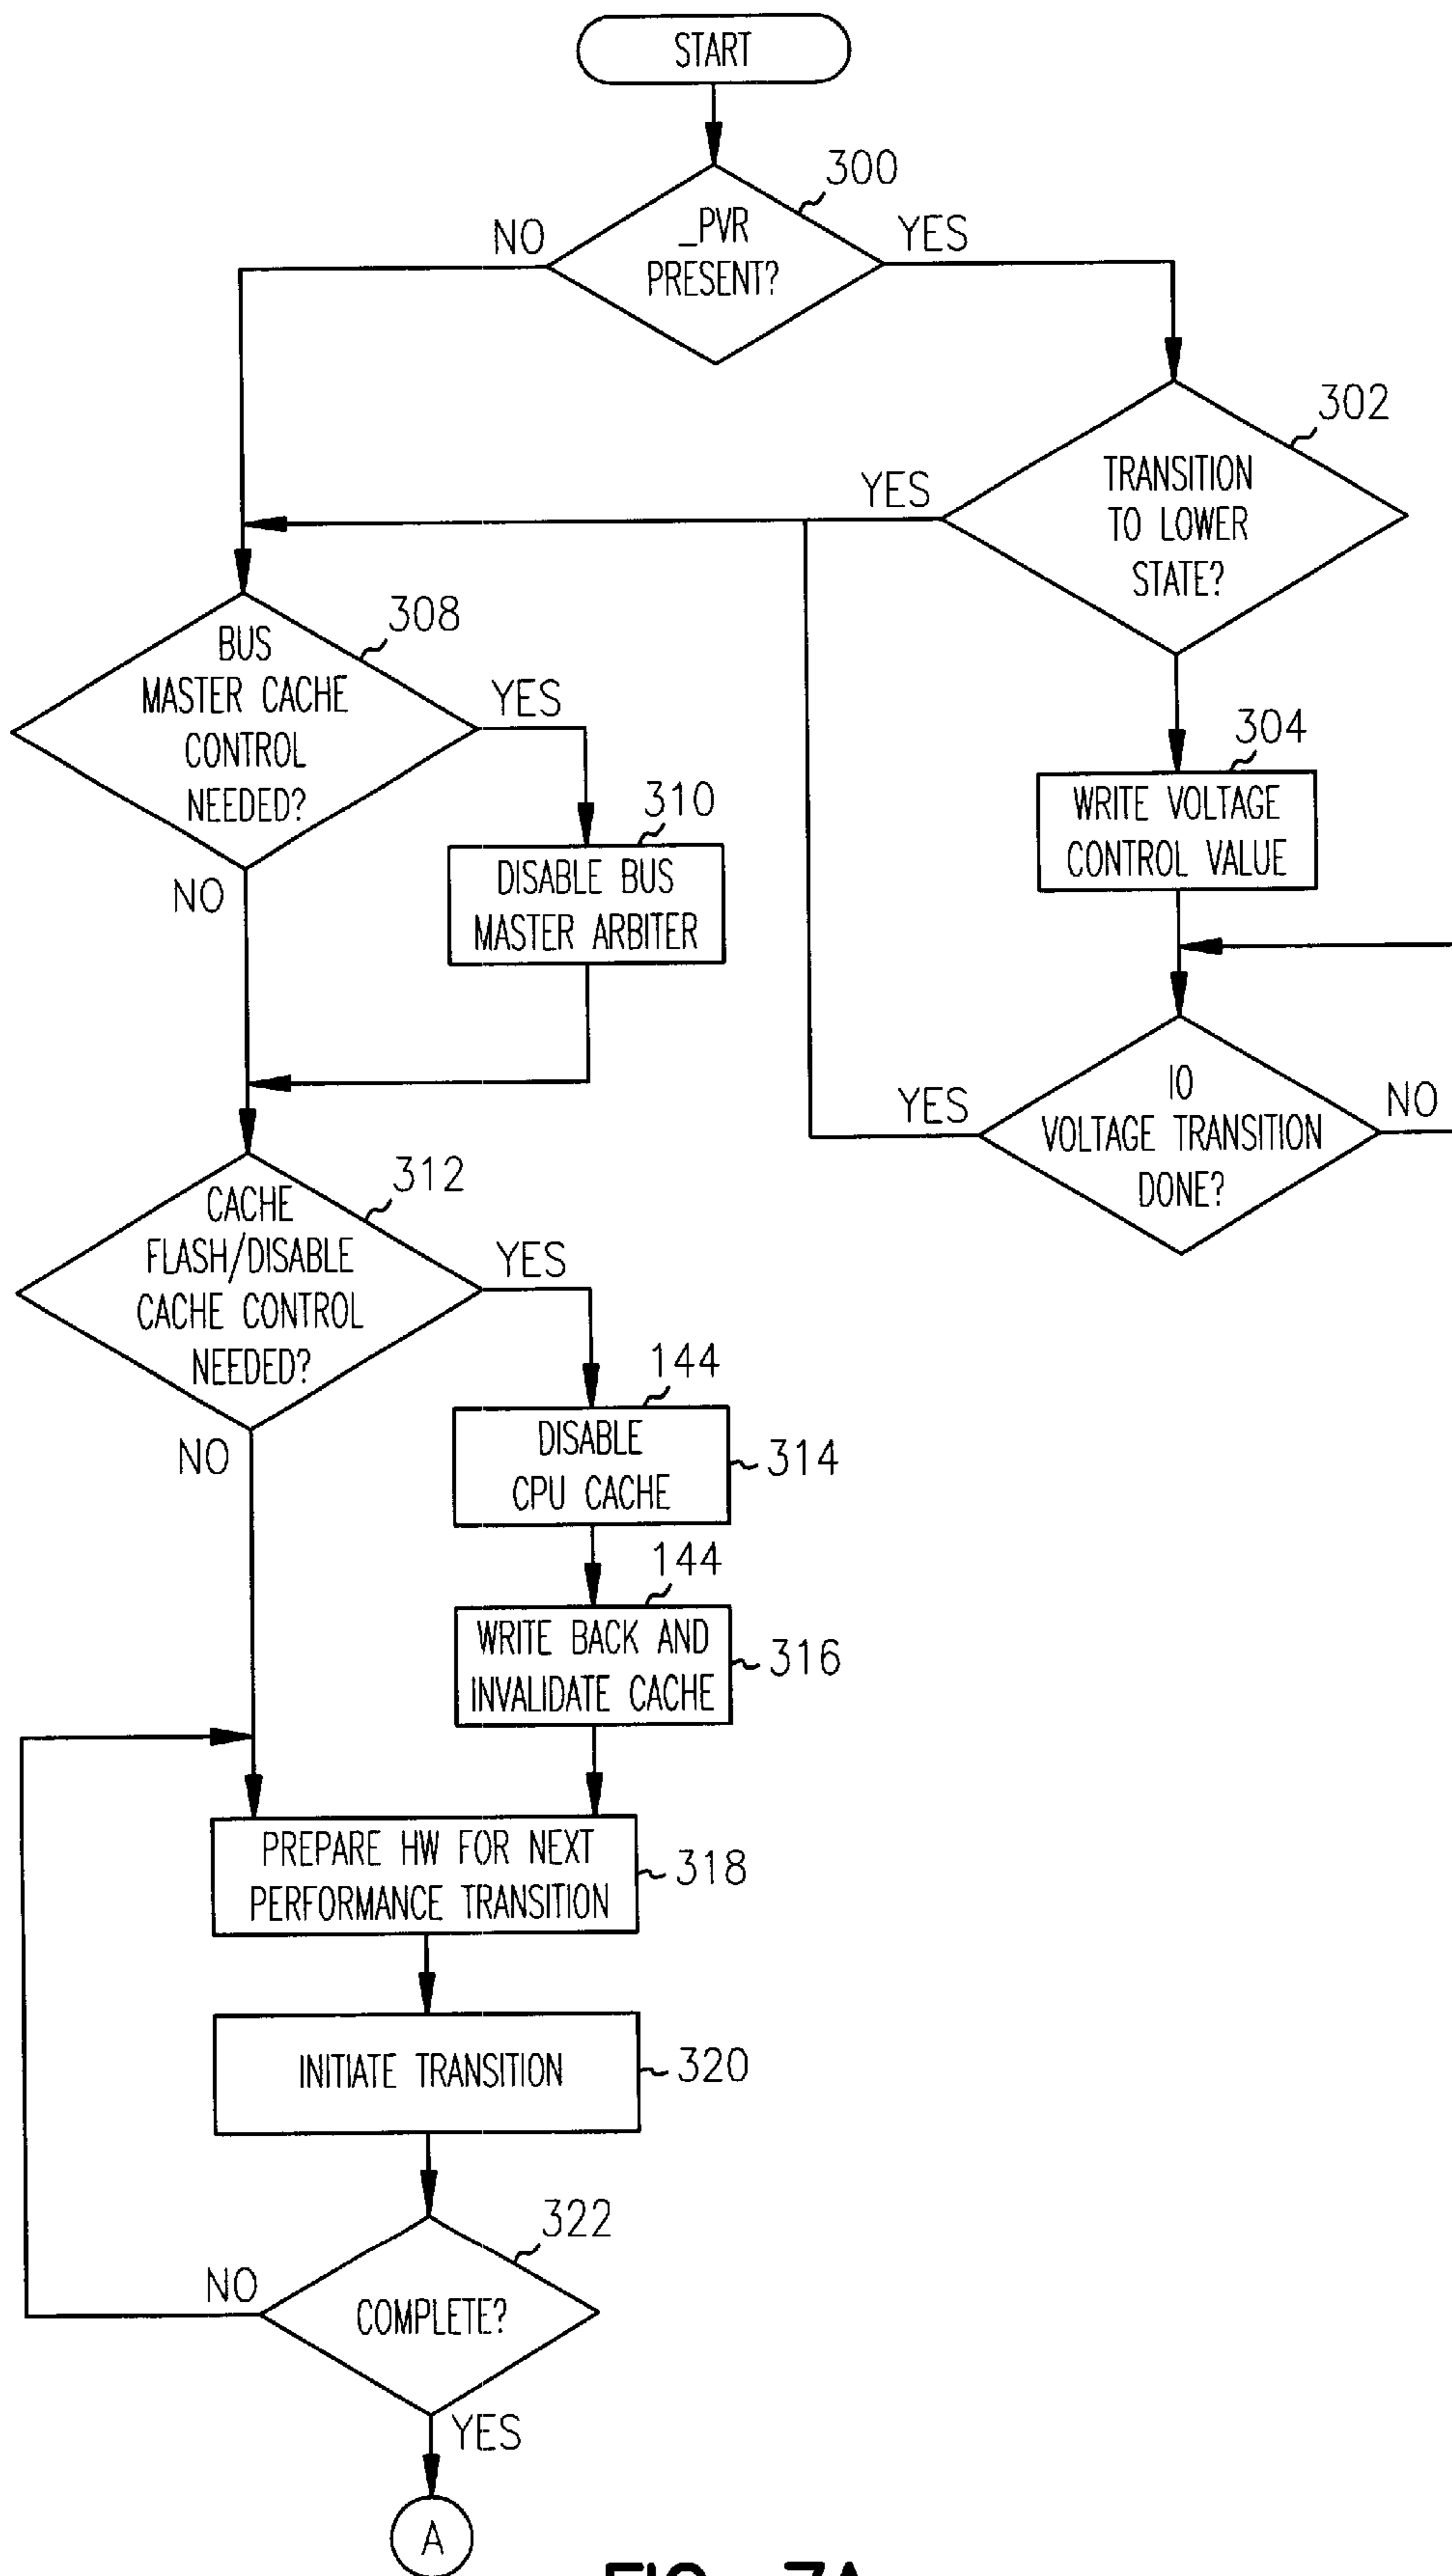 START
300
_PVR
PRESENT?
NO
YES
302
TRANSITION
TO LOWER
STATE?
YES
308
BUS
MASTER CACHE
CONTROL
NEEDED?
YES
NO
304
WRITE VOLTAGE
CONTROL VALUE
310
DISABLE BUS
MASTER ARBITER
IO
VOLTAGE TRANSITION
DONE?
YES
NO
312
CACHE
FLASH/DISABLE
CACHE CONTROL
NEEDED?
YES
NO
144
DISABLE
CPU CACHE
314
144
WRITE BACK AND
INVALIDATE CACHE
316
PREPARE HW FOR NEXT
PERFORMANCE TRANSITION
318
INITIATE TRANSITION
320
322
COMPLETE?
NO
YES
A
FIG. 7A